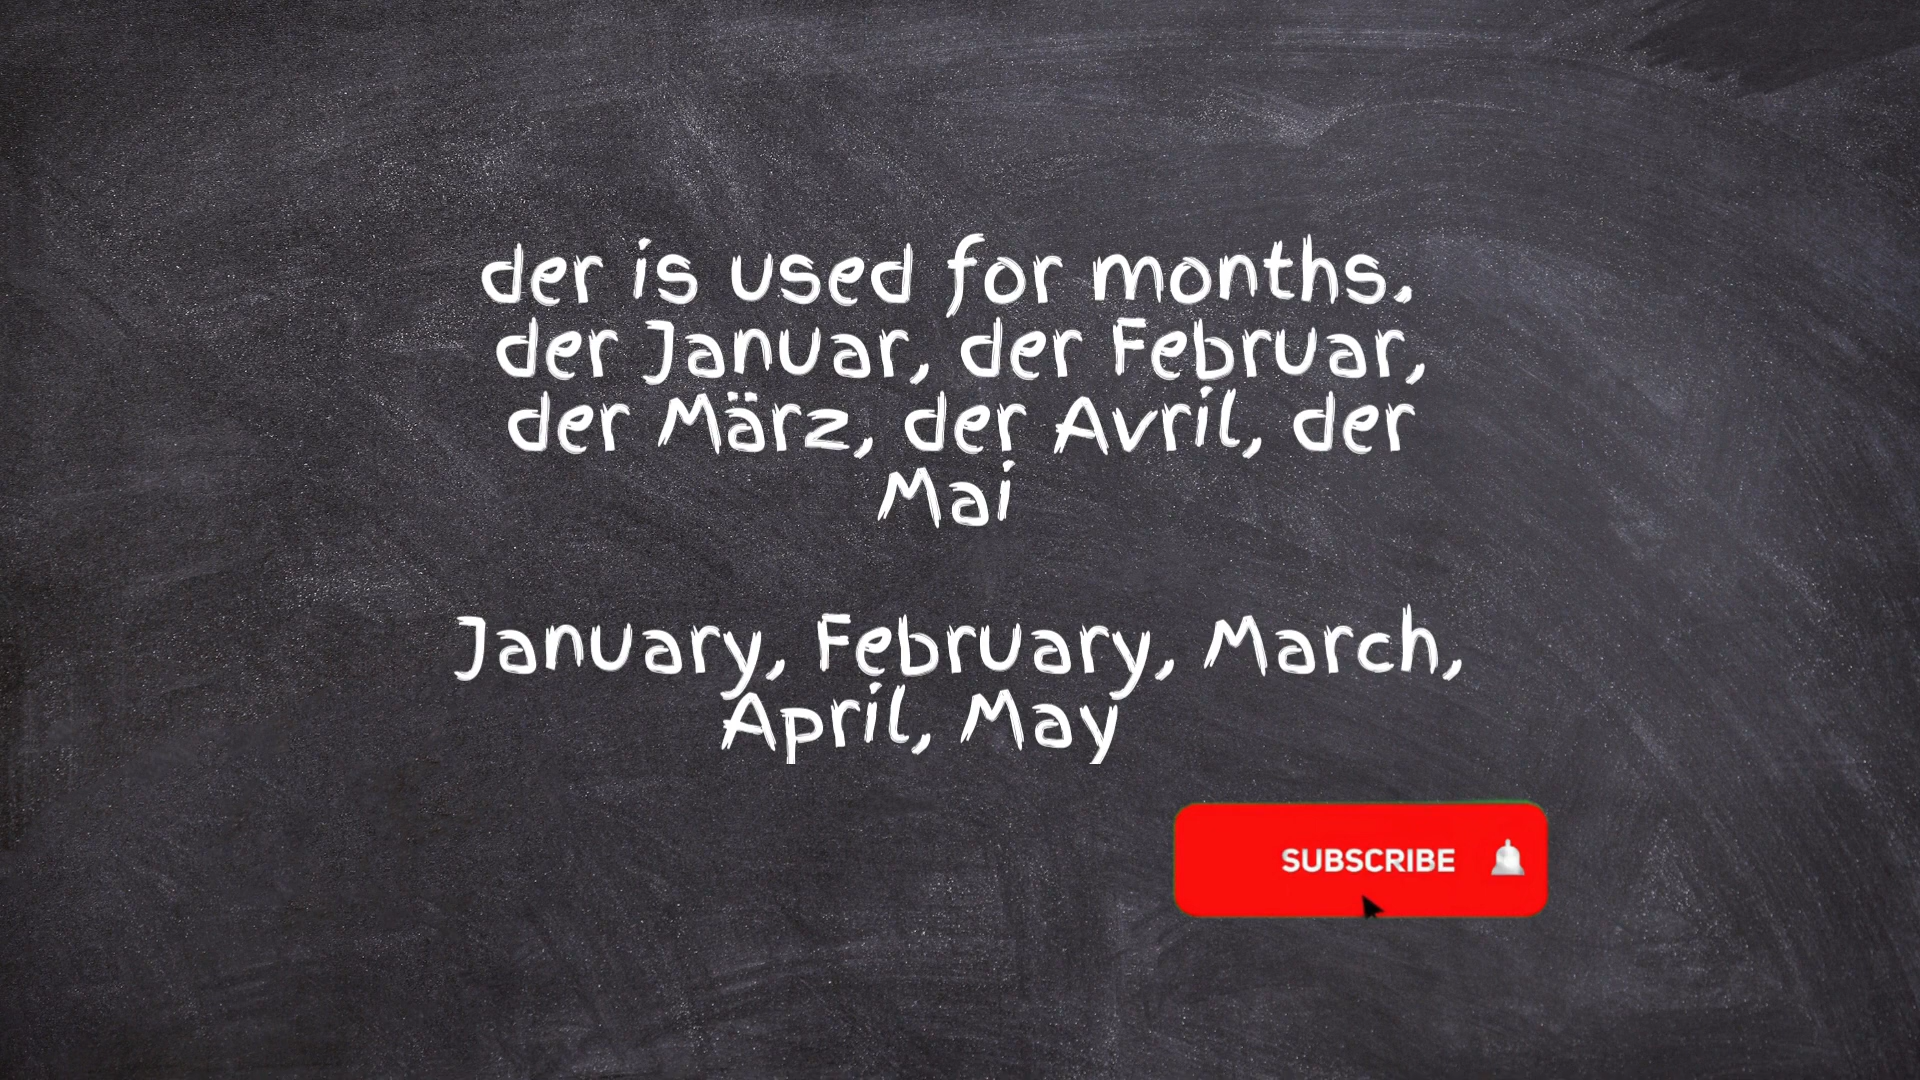 der is used for months.
der Januar, der Februar,
der März, der Avril, der
Mai
January, February, March,
April, May
SUBSCRIBE